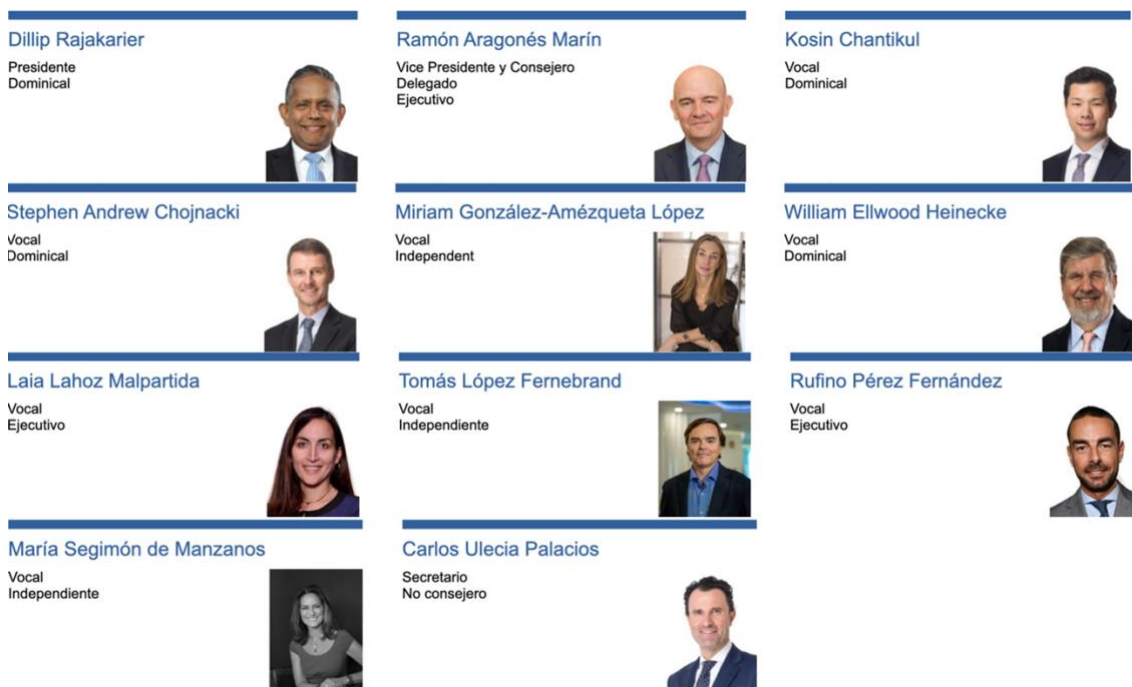 Dillip Rajakarier
Presidente
Dominical
Ramón Aragonés Marín
Vice Presidente y Consejero
Delegado
Ejecutivo
Kosin Chantikul
Vocal
Dominical
Stephen Andrew Chojnacki
Vocal
Dominical
Miriam González-Amézqueta López
Vocal
Independent
William Ellwood Heinecke
Vocal
Dominical
Laia Lahoz Malpartida
Vocal
Ejecutivo
Tomás López Fernebrand
Vocal
Independiente
Rufino Pérez Fernández
Vocal
Ejecutivo
María Segimón de Manzanos
Vocal
Independiente
Carlos Ulecia Palacios
Secretario
No consejero